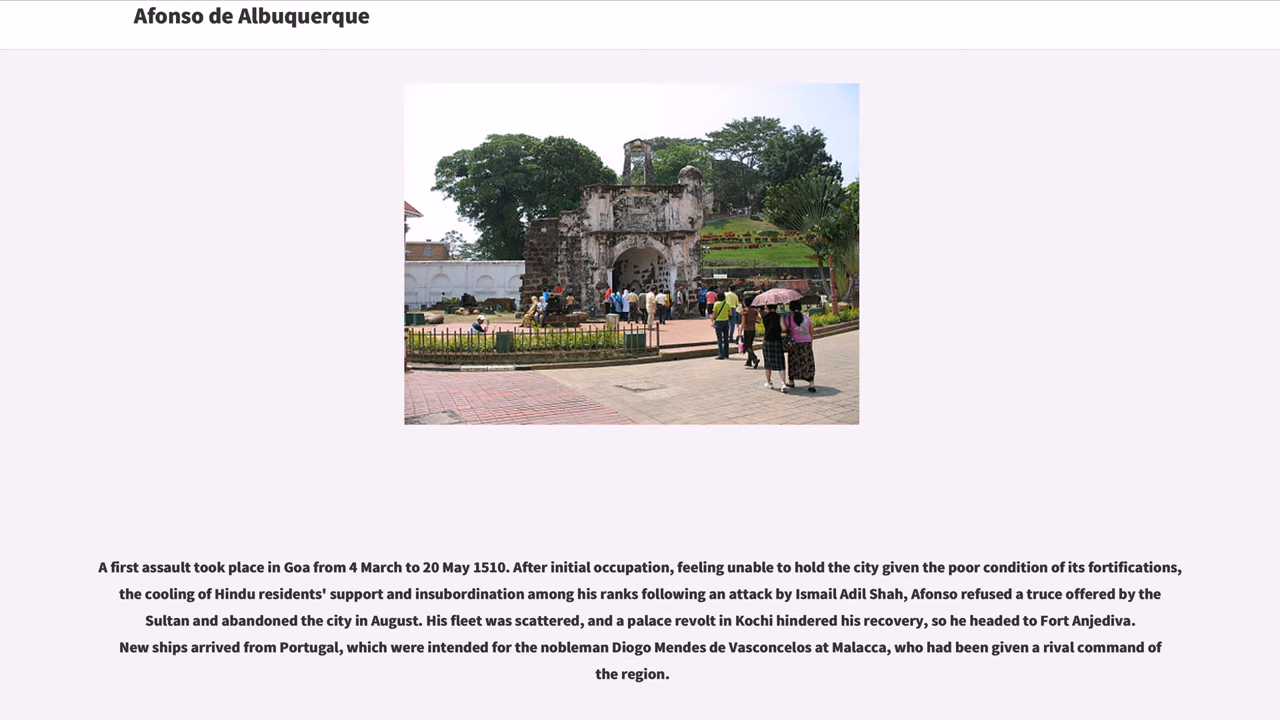 Afonso de Albuquerque
A first assault took place in Goa from 4 March to 20 May 1510. After initial occupation, feeling unable to hold the city given the poor condition of its fortifications,
the cooling of Hindu residents' support and insubordination among his ranks following an attack by Ismail Adil Shah, Afonso refused a truce offered by the
Sultan and abandoned the city in August. His fleet was scattered, and a palace revolt in Kochi hindered his recovery, so he headed to Fort Anjediva.
New ships arrived from Portugal, which were intended for the nobleman Diogo Mendes de Vasconcelos at Malacca, who had been given a rival command of
the region.